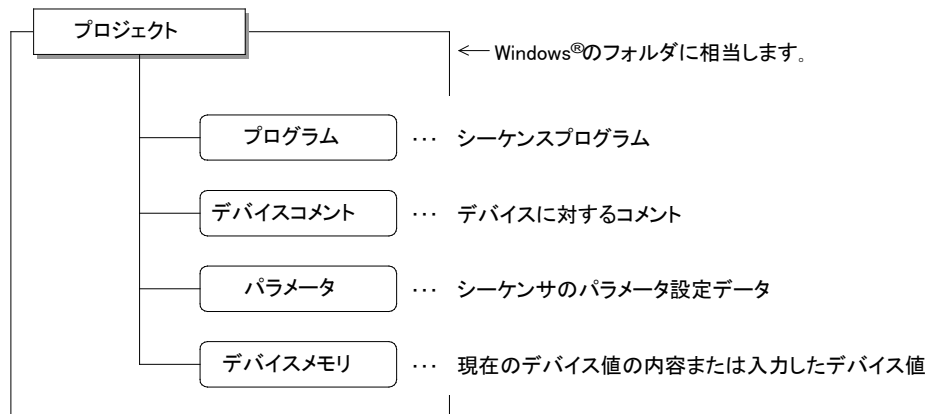 プロジェクト
← Windows®のフォルダに相当します。
プログラム ・・・ シーケンスプログラム
デバイスコメント ・・・ デバイスに対するコメント
パラメータ ・・・ シーケンサのパラメータ設定データ
デバイスメモリ ・・・ 現在のデバイス値の内容または入力したデバイス値